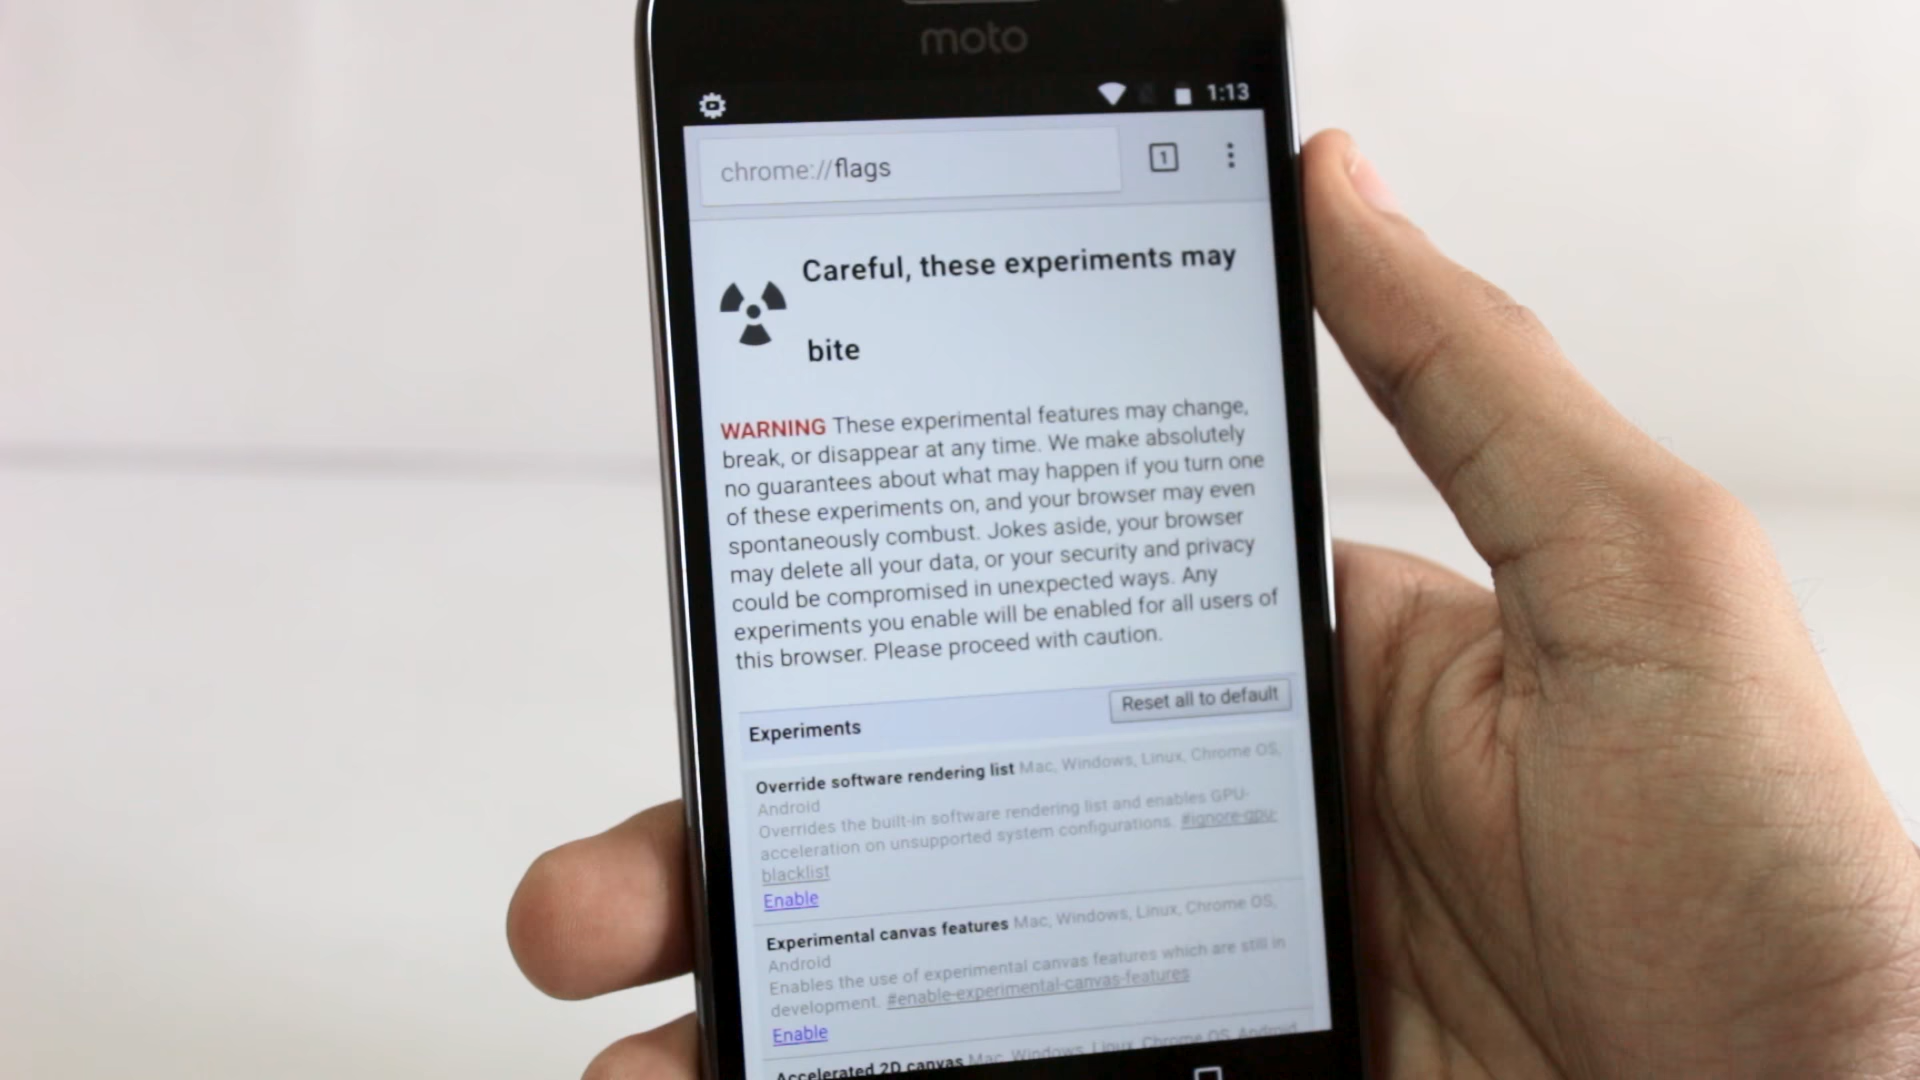 moto
1:13
chrome://flags
1
Careful, these experiments may
bite
WARNING These experimental features may change,
break, or disappear at any time. We make absolutely
no guarantees about what may happen if you turn one
of these experiments on, and your browser may even
spontaneously combust. Jokes aside, your browser
may delete all your data, or your security and privacy
could be compromised in unexpected ways. Any
experiments you enable will be enabled for all users of
this browser. Please proceed with caution.
Experiments
Reset all to default
Override software rendering list Mac, Windows, Linux, Chrome OS,
Android
Overrides the built-in software rendering list and enables GPU-
acceleration on unsupported system configurations. #ignore-gpu-
blacklist
Enable
Experimental canvas features Mac, Windows, Linux, Chrome OS,
Android
Enables the use of experimental canvas features which are still in
development. #enable-experimental-canvas-features
Enable
Accelerated 2D canvas Mac, Windows, Linux, Chrome OS, Android